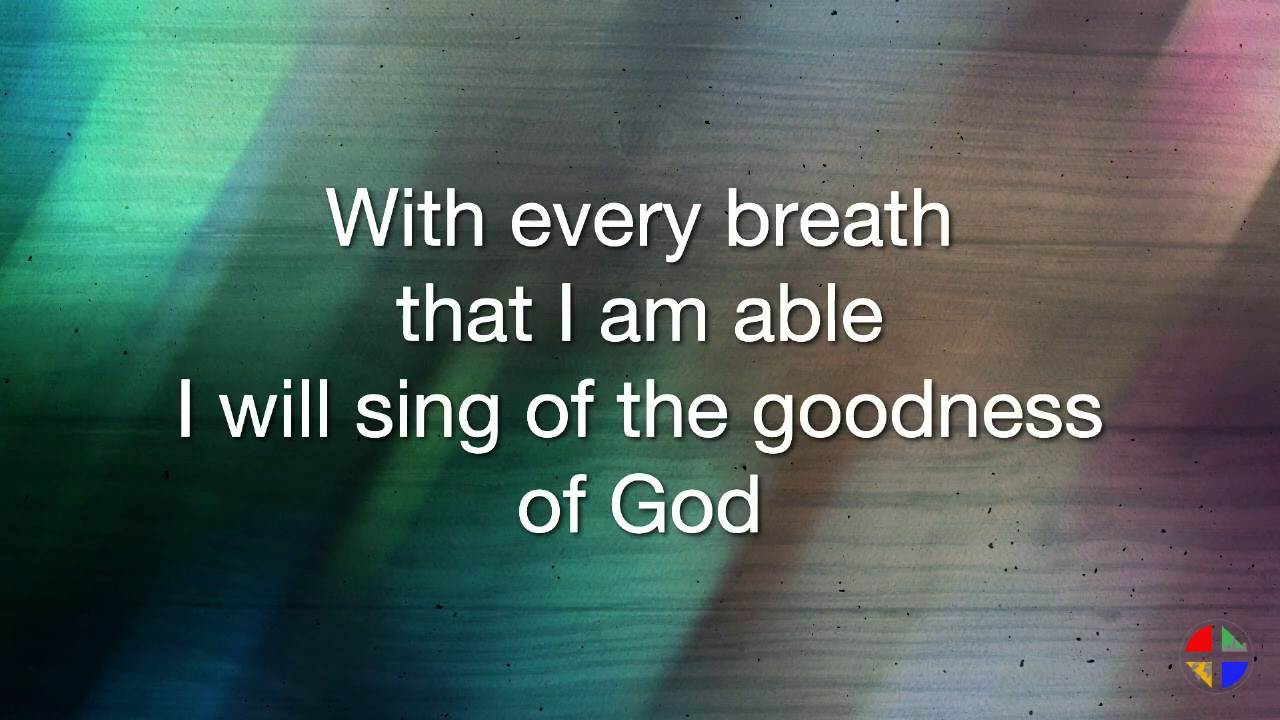 With every breath
that I am able
I will sing of the goodness
of God